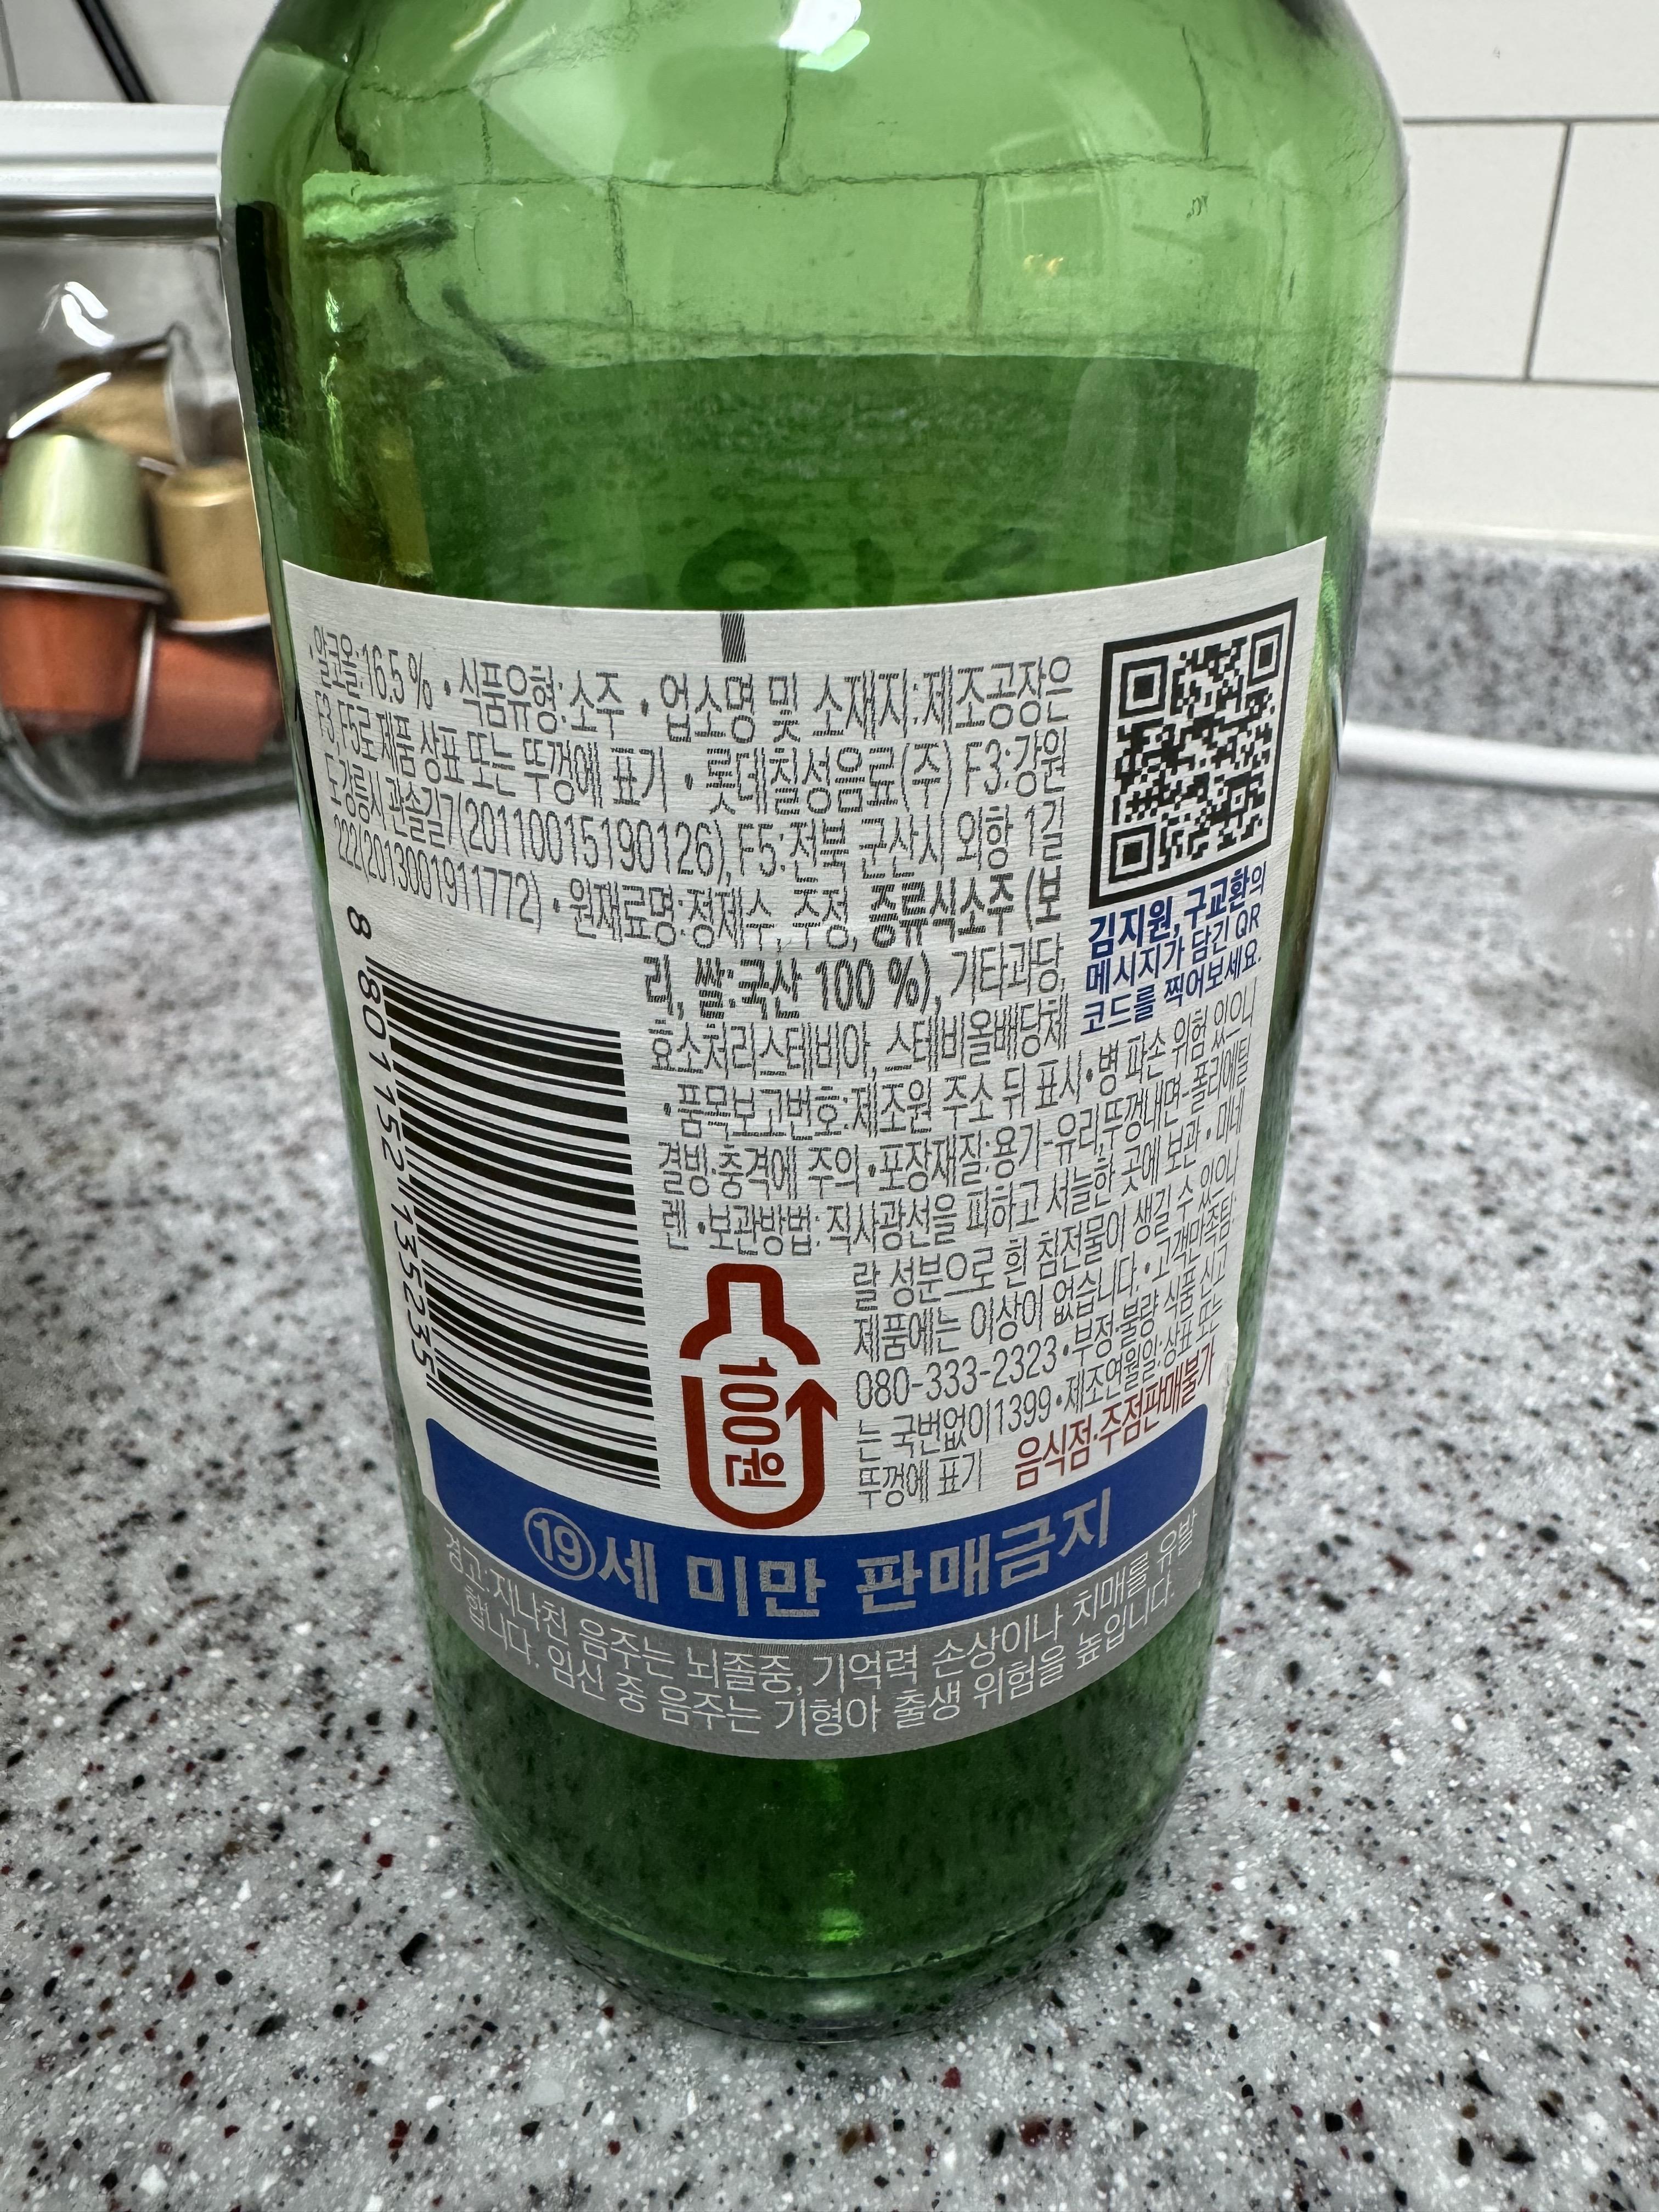 •알코올:16.5% •식품유형:소주 •업소명 및 소재지:제조공장은
F3, F5로 제품 상표 또는 뚜껑에 표기 •롯데칠성음료(주) F3:강원
도 강릉시 관솔길7(20110015190126), F5:전북 군산시 외항 1길
222(2013001911772) •원재료명:정제수, 주정, 증류식소주 (보
리, 쌀:국산 100 %), 기타과당,
효소처리스테비아, 스테비올배당체
•품목보고번호:제조원 주소 뒤 표시•병 파손 위험 있으니
결빙·충격에 주의 •포장재질:용기-유리,뚜껑내면-폴리에틸
렌 •보관방법: 직사광선을 피하고 서늘한 곳에 보관 •미네
랄 성분으로 흰 침전물이 생길 수 있으니
제품에는 이상이 없습니다. •고객만족팀:
080-333-2323•부정·불량 식품 신고
는 국번없이1399•제조연월일:상표 또는
뚜껑에 표기 음식점·주점판매불가
김지원, 구교환의
메시지가 담긴 QR
코드를 찍어보세요.
8 801152 135235
100원
19세 미만 판매금지
경고:지나친 음주는 뇌졸중, 기억력 손상이나 치매를 유발
합니다. 임신 중 음주는 기형아 출생 위험을 높입니다.